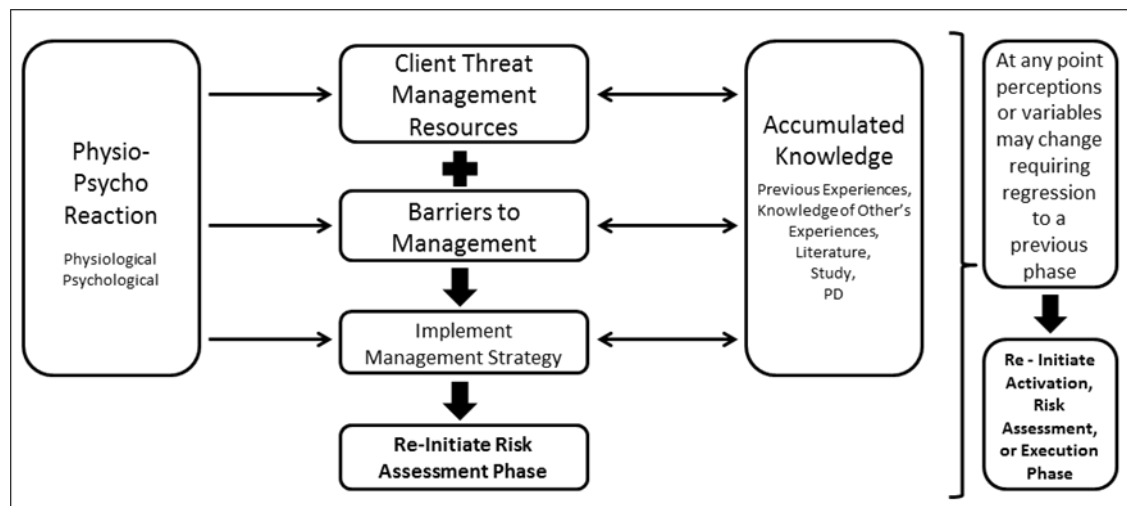 Physio-
Psycho
Reaction
Physiological
Psychological
Client Threat
Management
Resources
Barriers to
Management
Implement
Management Strategy
Re-Initiate Risk
Assessment Phase
Accumulated
Knowledge
Previous Experiences,
Knowledge of Other's
Experiences,
Literature,
Study,
PD
At any point
perceptions
or variables
may change
requiring
regression
to a
previous
phase
Re - Initiate
Activation,
Risk
Assessment,
or Execution
Phase